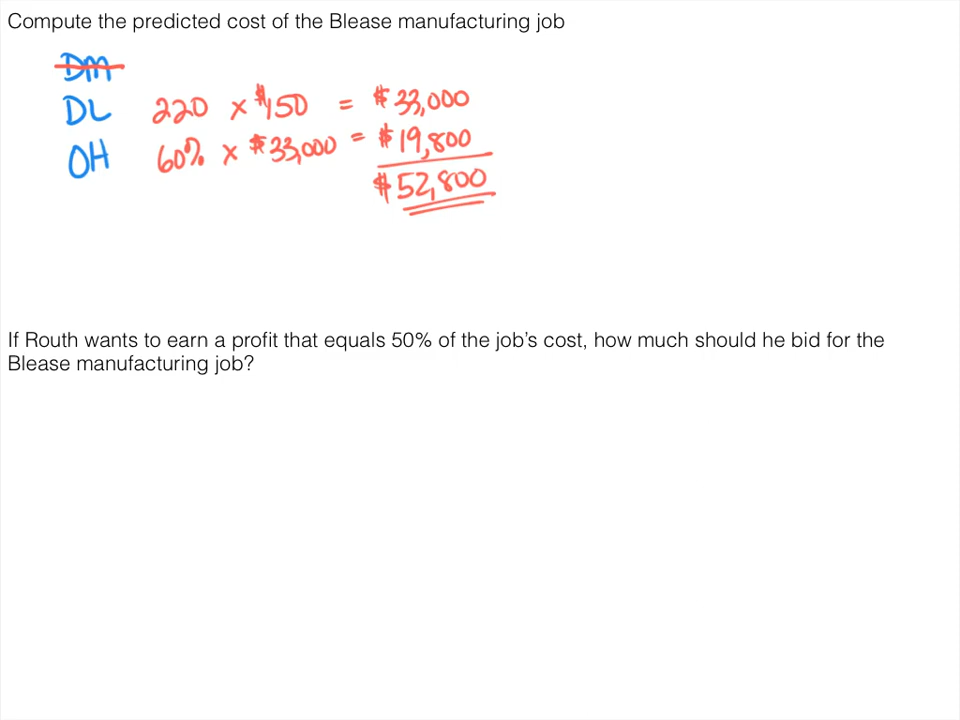 Compute the predicted cost of the Blease manufacturing job
DM
DL 220 x $150 = $33,000
OH 60% x $33,000 = $19,800
$52,800
If Routh wants to earn a profit that equals 50% of the job's cost, how much should he bid for the
Blease manufacturing job?